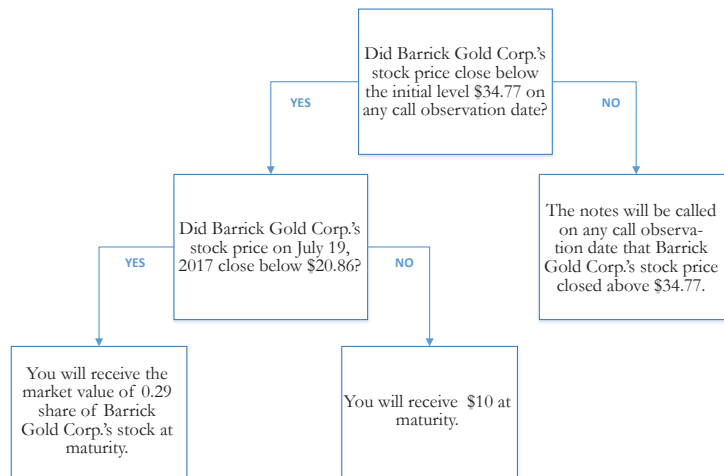 Did Barrick Gold Corp.'s
stock price close below
the initial level $34.77 on
any call observation date?
YES
NO
Did Barrick Gold Corp.'s
stock price on July 19,
2017 close below $20.86?
The notes will be called
on any call observa-
tion date that Barrick
Gold Corp.'s stock price
closed above $34.77.
YES
NO
You will receive the
market value of 0.29
share of Barrick
Gold Corp.'s stock at
maturity.
You will receive $10 at
maturity.